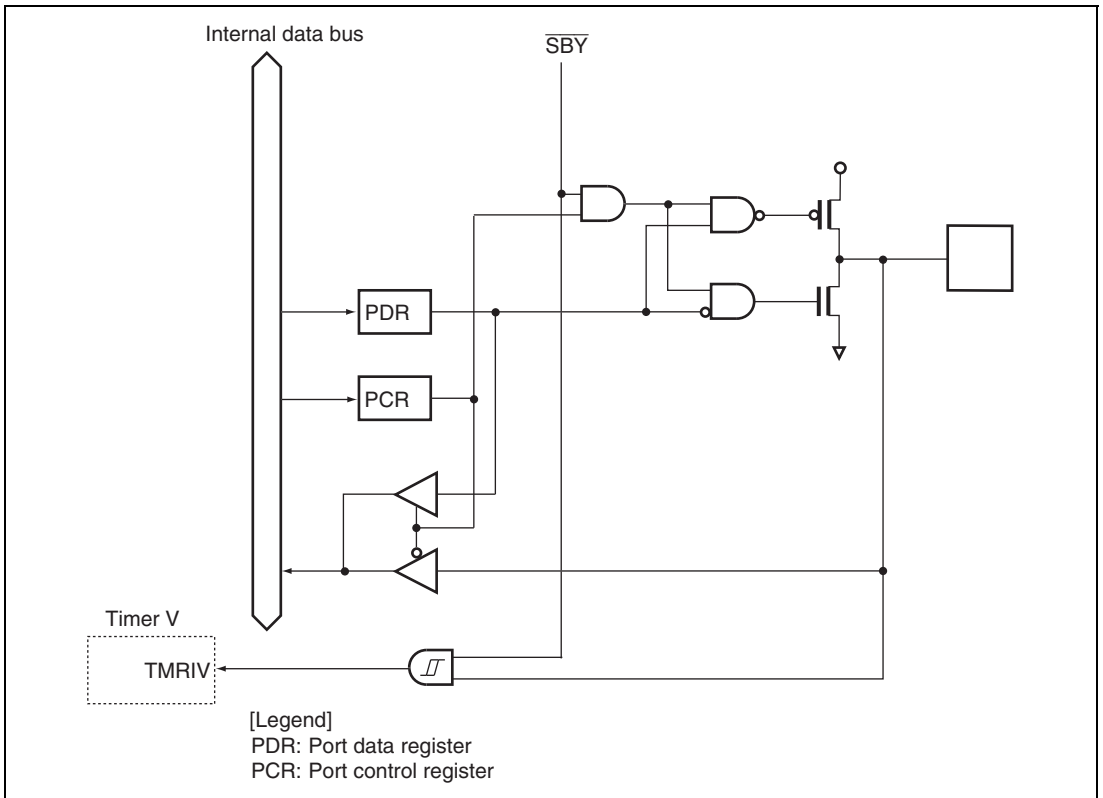 Internal data bus
SBY
PDR
PCR
Timer V
TMRIV
[Legend]
PDR: Port data register
PCR: Port control register